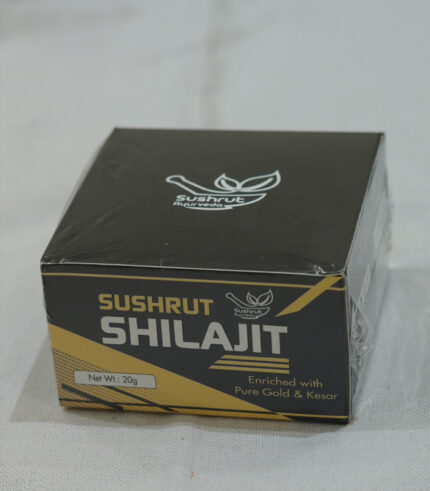 Sushrut
Ayurveda
SUSHRUT
Sushrut
Ayurveda
SHILAJIT
Net Wt.: 20g
Enriched with
Pure Gold & Kesar